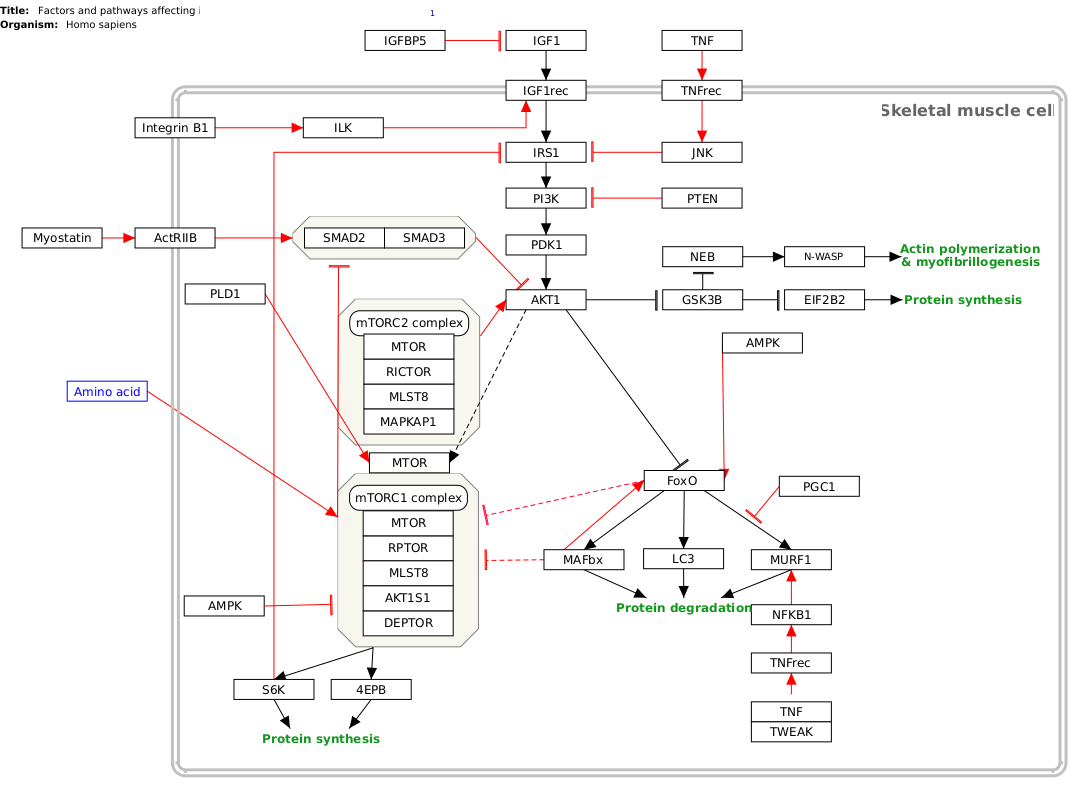 Title: Factors and pathways affecting i
Organism: Homo sapiens
1
IGFBP5
IGF1
TNF
IGF1rec
TNFrec
Skeletal muscle cell
Integrin B1
ILK
IRS1
JNK
PI3K
PTEN
Myostatin
ActRIIB
SMAD2
SMAD3
PDK1
NEB
N-WASP
Actin polymerization
& myofibrillogenesis
PLD1
AKT1
GSK3B
EIF2B2
Protein synthesis
mTORC2 complex
MTOR
RICTOR
MLST8
MAPKAP1
AMPK
Amino acid
MTOR
FoxO
PGC1
mTORC1 complex
MTOR
RPTOR
MLST8
AKT1S1
DEPTOR
MAFbx
LC3
MURF1
AMPK
Protein degradation
NFKB1
TNFrec
S6K
4EPB
TNF
TWEAK
Protein synthesis